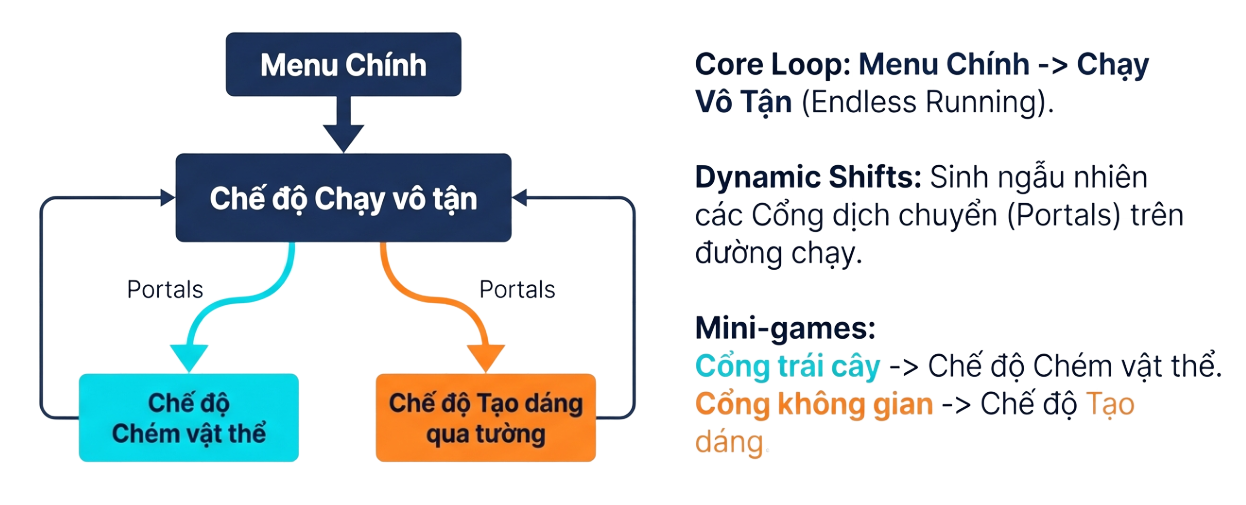 Menu Chính
Chế độ Chạy vô tận
Portals
Portals
Chế độ
Chém vật thể
Chế độ Tạo dáng
qua tường
Core Loop: Menu Chính -> Chạy
Vô Tận (Endless Running).
Dynamic Shifts: Sinh ngẫu nhiên
các Cổng dịch chuyển (Portals) trên
đường chạy.
Mini-games:
Cổng trái cây -> Chế độ Chém vật thể.
Cổng không gian -> Chế độ Tạo
dáng.